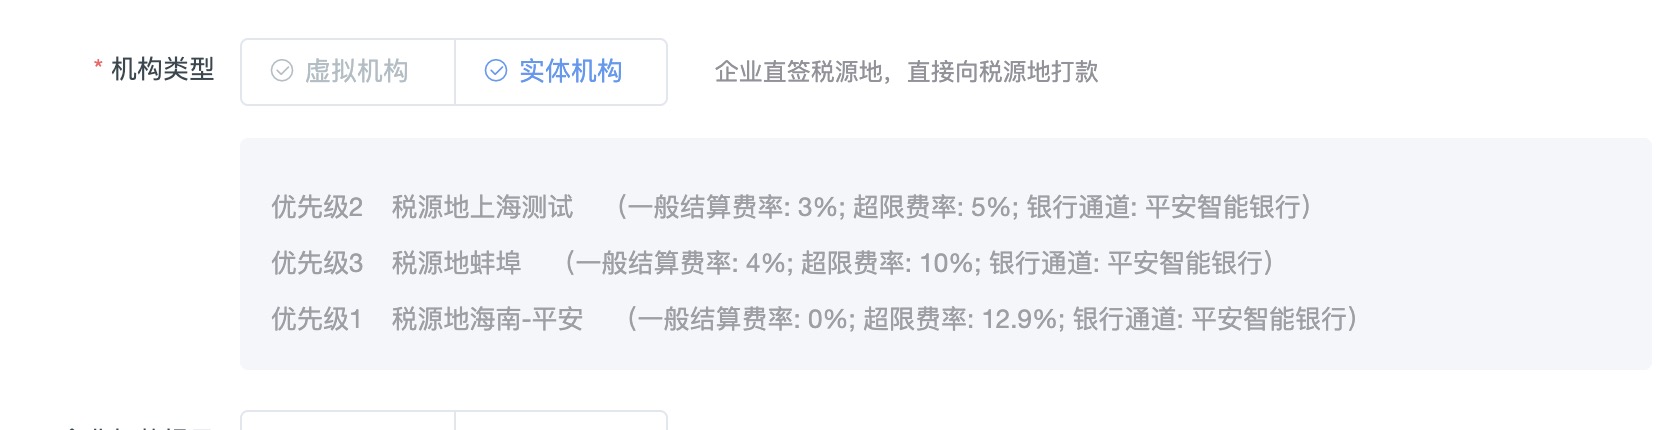 * 机构类型 虚拟机构 实体机构 企业直签税源地，直接向税源地打款
优先级2 税源地上海测试 （一般结算费率: 3%; 超限费率: 5%; 银行通道: 平安智能银行）
优先级3 税源地蚌埠 （一般结算费率: 4%; 超限费率: 10%; 银行通道: 平安智能银行）
优先级1 税源地海南-平安 （一般结算费率: 0%; 超限费率: 12.9%; 银行通道: 平安智能银行）